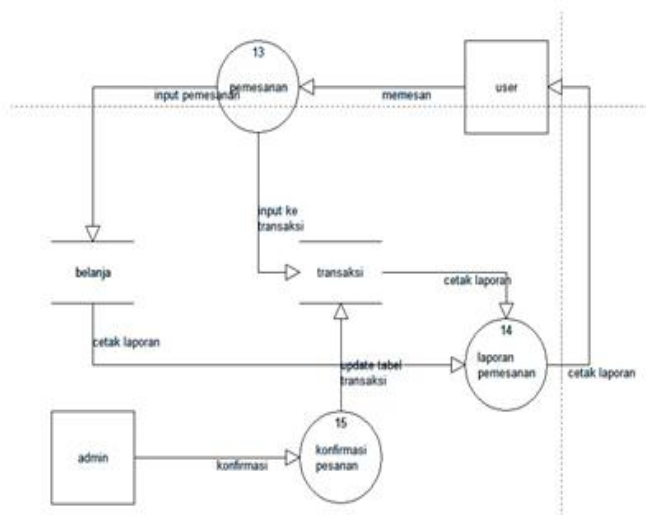 13
pemesanan
user
input pemesanan
memesan
input ke
transaksi
belanja
transaksi
cetak laporan
14
laporan
pemesanan
cetak laporan
update tabel
transaksi
cetak laporan
15
konfirmasi
pesanan
admin
konfirmasi